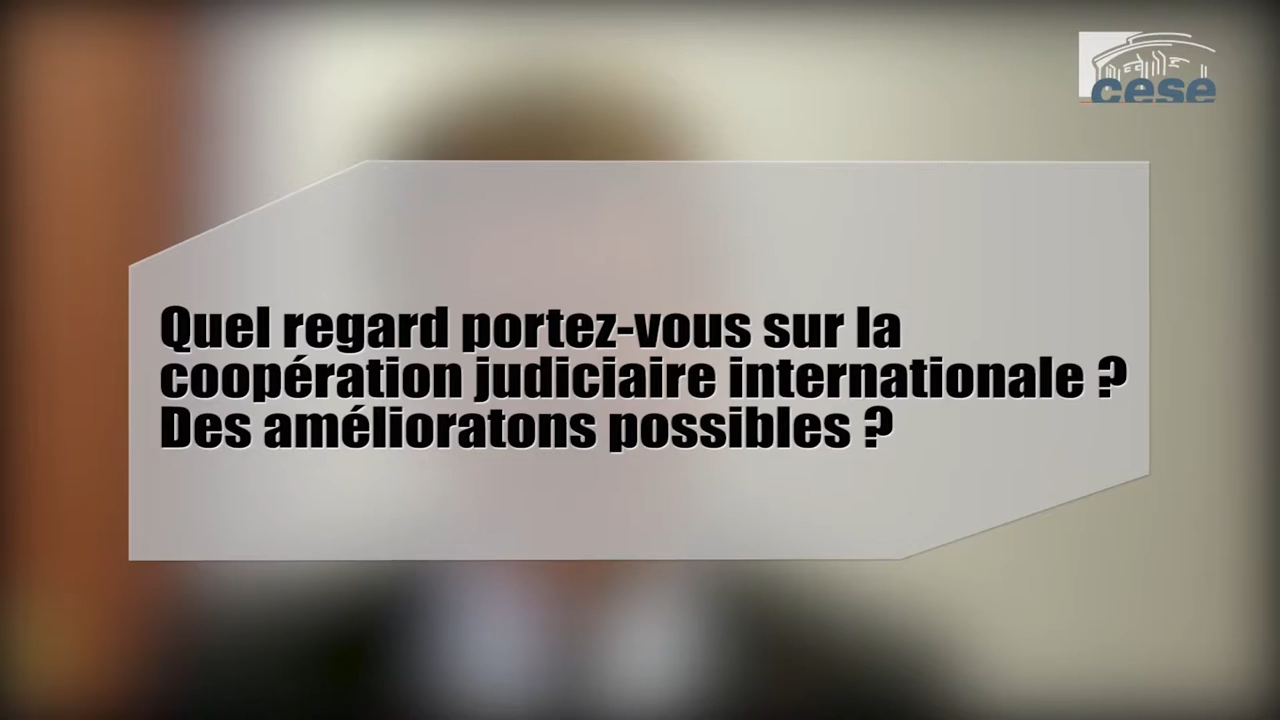 cese
Quel regard portez-vous sur la
coopération judiciaire internationale ?
Des amélioratons possibles ?